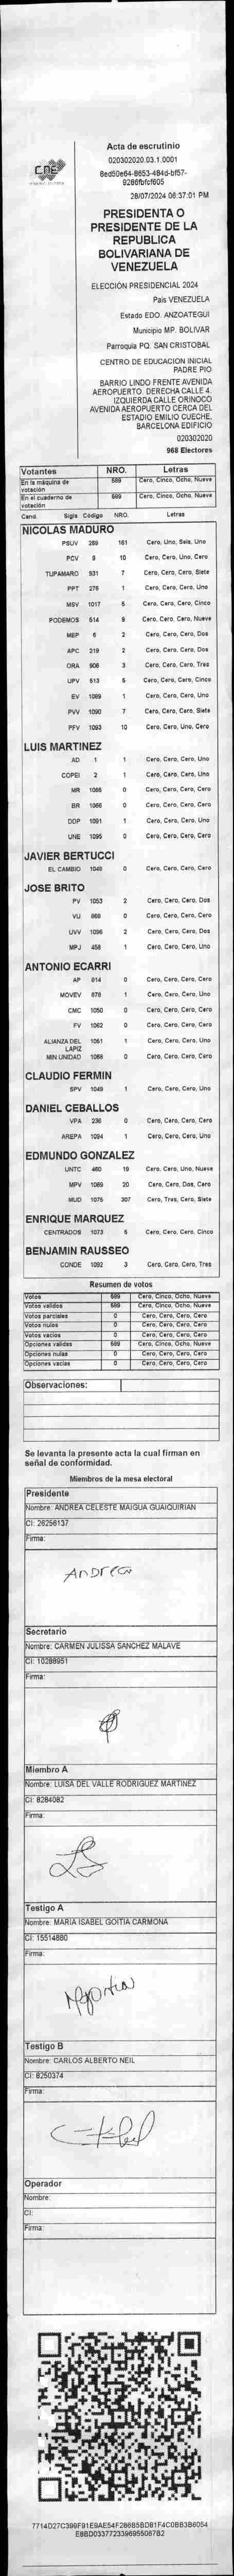 CNE
Acta de escrutinio
020302020.03.1.0001
28/07/2024 06:37:01 PM
PRESIDENTA O
PRESIDENTE DE LA
REPUBLICA
BOLIVARIANA DE
VENEZUELA
ELECCIÓN PRESIDENCIAL 2024
País VENEZUELA
Estado EDO. ANZOATEGUI
Municipio MP. BOLIVAR
Parroquia PQ. SAN CRISTOBAL
CENTRO DE EDUCACION INICIAL
PADRE PIO
BARRIO LINDO FRENTE AVENIDA
AEROPUERTO. DERECHA CALLE 4.
IZQUIERDA CALLE ORINOCO
AVENIDA AEROPUERTO CERCA DEL
ESTADIO EMILIO CUECHE.
BARCELONA EDIFICIO
020302020
968 Electores
Votantes NRO. Letras
En la máquina de votación 589 Cero, Cinco, Ocho, Nueve
En el cuaderno de votación 589 Cero, Cinco, Ocho, Nueve
Cand. Sigls Código NRO. Letras
NICOLAS MADURO
PSUV 289 161 Cero, Uno, Seis, Uno
PCV 9 10 Cero, Cero, Uno, Cero
TUPAMARO 931 7 Cero, Cero, Cero, Siete
PPT 276 1 Cero, Cero, Cero, Uno
MSV 1017 5 Cero, Cero, Cero, Cinco
PODEMOS 514 9 Cero, Cero, Cero, Nueve
MEP 6 2 Cero, Cero, Cero, Dos
APC 219 2 Cero, Cero, Cero, Dos
ORA 908 3 Cero, Cero, Cero, Tres
UPV 613 5 Cero, Cero, Cero, Cinco
EV 1089 1 Cero, Cero, Cero, Uno
PVV 1090 7 Cero, Cero, Cero, Siete
PFV 1093 10 Cero, Cero, Uno, Cero
LUIS MARTINEZ
AD 1 1 Cero, Cero, Cero, Uno
COPEI 2 1 Cero, Cero, Cero, Uno
MR 1065 0 Cero, Cero, Cero, Cero
BR 1066 0 Cero, Cero, Cero, Cero
DDP 1091 1 Cero, Cero, Cero, Uno
UNE 1095 0 Cero, Cero, Cero, Cero
JAVIER BERTUCCI
EL CAMBIO 1048 0 Cero, Cero, Cero, Cero
JOSE BRITO
PV 1053 2 Cero, Cero, Cero, Dos
VU 869 0 Cero, Cero, Cero, Cero
UVV 1096 2 Cero, Cero, Cero, Dos
MPJ 458 1 Cero, Cero, Cero, Uno
ANTONIO ECARRI
AP 814 0 Cero, Cero, Cero, Cero
MOVEV 878 1 Cero, Cero, Cero, Uno
CMC 1050 0 Cero, Cero, Cero, Cero
FV 1062 0 Cero, Cero, Cero, Cero
ALIANZA DEL LAPIZ 1051 1 Cero, Cero, Cero, Uno
MIN UNIDAD 1068 0 Cero, Cero, Cero, Cero
CLAUDIO FERMIN
SPV 1049 1 Cero, Cero, Cero, Uno
DANIEL CEBALLOS
VPA 236 0 Cero, Cero, Cero, Cero
AREPA 1094 1 Cero, Cero, Cero, Uno
EDMUNDO GONZALEZ
UNTC 460 19 Cero, Cero, Uno, Nueve
MPV 1069 20 Cero, Cero, Dos, Cero
MUD 1075 307 Cero, Tres, Cero, Siete
ENRIQUE MARQUEZ
CENTRADOS 1073 5 Cero, Cero, Cero, Cinco
BENJAMIN RAUSSEO
CONDE 1092 3 Cero, Cero, Cero, Tres
Resumen de votos
Votos 589 Cero, Cinco, Ocho, Nueve
Votos validos 589 Cero, Cinco, Ocho, Nueve
Votos parciales 0 Cero, Cero, Cero, Cero
Votos nulos 0 Cero, Cero, Cero, Cero
Votos vacíos 0 Cero, Cero, Cero, Cero
Opciones validas 589 Cero, Cinco, Ocho, Nueve
Opciones nulas 0 Cero, Cero, Cero, Cero
Opciones vacías 0 Cero, Cero, Cero, Cero
Observaciones:
Se levanta la presente acta la cual firman en
señal de conformidad.
Miembros de la mesa electoral
Presidente
Nombre: ANDREA CELESTE MAIGUA GUAIQUIRIAN
CI: 26256137
Firma:
Andrea
Secretario
Nombre: CARMEN JULISSA SANCHEZ MALAVE
CI: 10288951
Firma:
Miembro A
Nombre: LUISA DEL VALLE RODRIGUEZ MARTINEZ
CI: 8284082
Firma:
Testigo A
Nombre: MARIA ISABEL GOITIA CARMONA
CI: 15514880
Firma:
Testigo B
Nombre: CARLOS ALBERTO NEIL
CI: 8250374
Firma:
Operador
Nombre:
CI:
Firma: